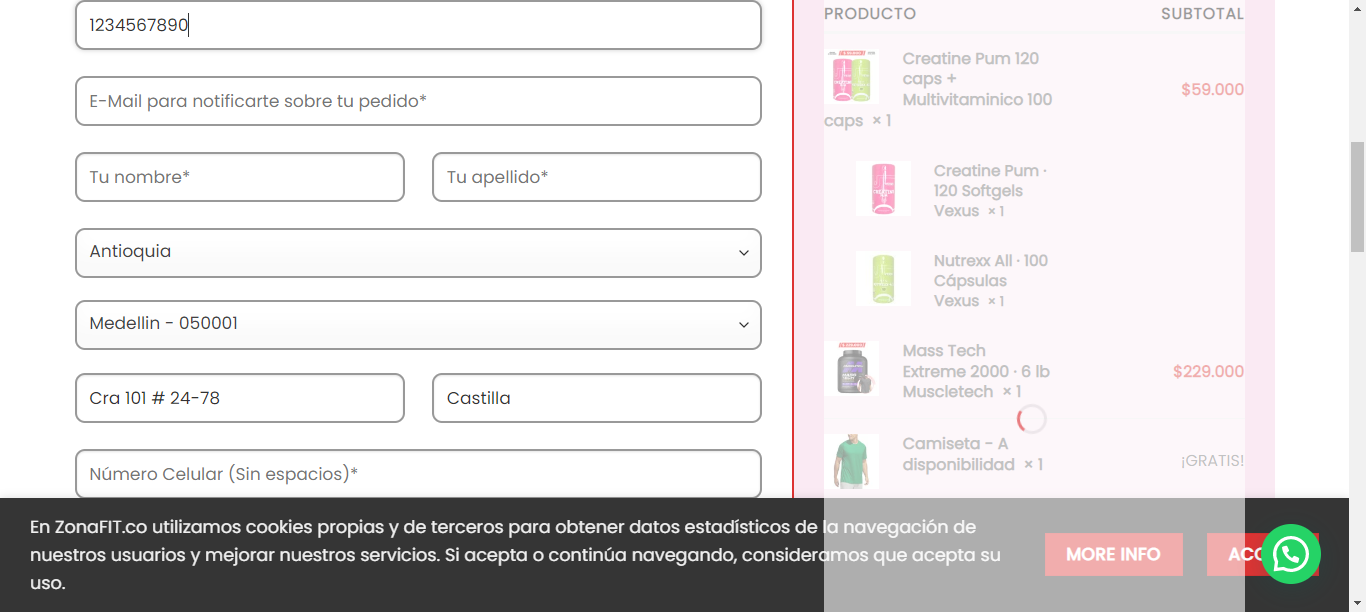 1234567890
E-Mail para notificarte sobre tu pedido*
Tu nombre*
Tu apellido*
Antioquia
Medellin - 050001
Cra 101 # 24-78
Castilla
Número Celular (Sin espacios)*
PRODUCTO
SUBTOTAL
Creatine Pum 120
caps +
Multivitaminico 100
caps × 1
$59.000
Creatine Pum ·
120 Softgels
Vexus × 1
Nutrexx All · 100
Cápsulas
Vexus × 1
Mass Tech
Extreme 2000 · 6 lb
Muscletech × 1
$229.000
Camiseta - A
disponibilidad × 1
¡GRATIS!
En ZonaFIT.co utilizamos cookies propias y de terceros para obtener datos estadísticos de la navegación de
nuestros usuarios y mejorar nuestros servicios. Si acepta o continúa navegando, consideramos que acepta su
uso.
MORE INFO